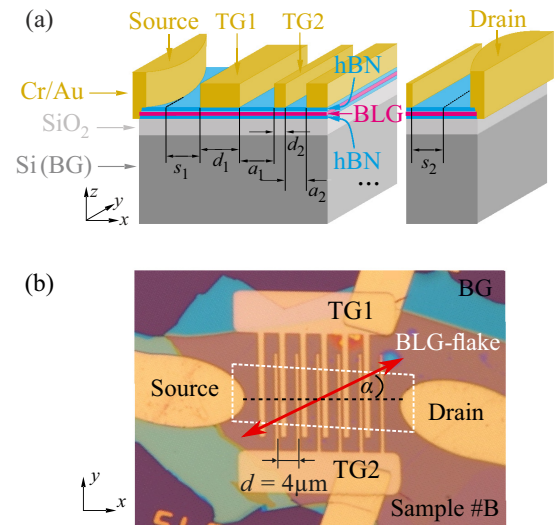 (a)
Source
TG1
TG2
Drain
hBN
Cr/Au
BLG
SiO2
Si (BG)
hBN
s1
d1
a1
d2
a2
s2
...
z
y
x
(b)
BG
TG1
BLG-flake
α
Source
Drain
d = 4μm
TG2
y
x
Sample #B